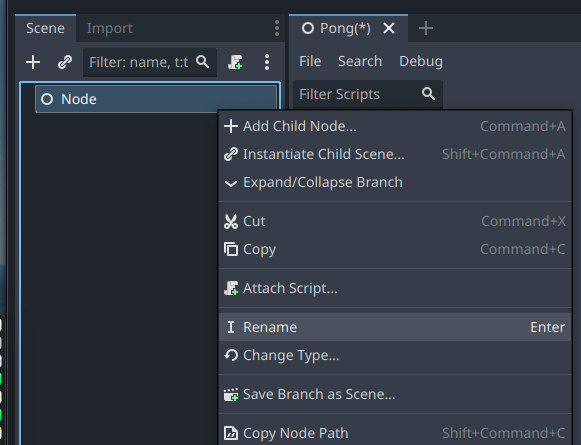 Scene
Import
Pong(*)
Filter: name, t:t
File
Search
Debug
Filter Scripts
Node
Add Child Node... Command+A
Instantiate Child Scene... Shift+Command+A
Expand/Collapse Branch
Cut Command+X
Copy Command+C
Attach Script...
Rename Enter
Change Type...
Save Branch as Scene...
Copy Node Path Shift+Command+C